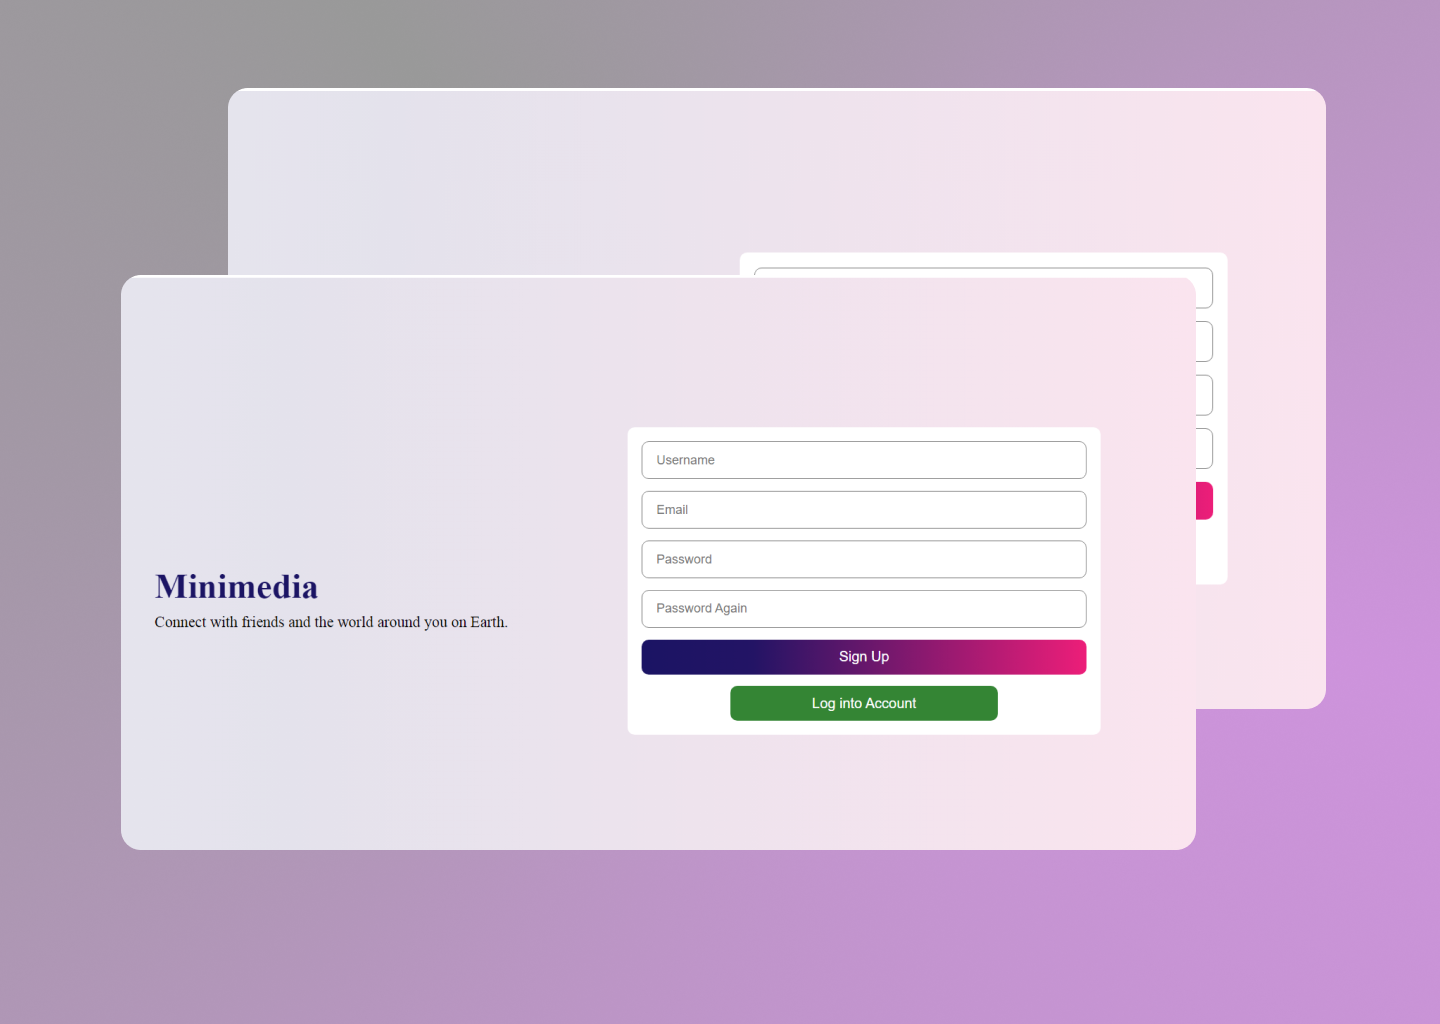 Minimedia
Connect with friends and the world around you on Earth.
Username
Email
Password
Password Again
Sign Up
Log into Account